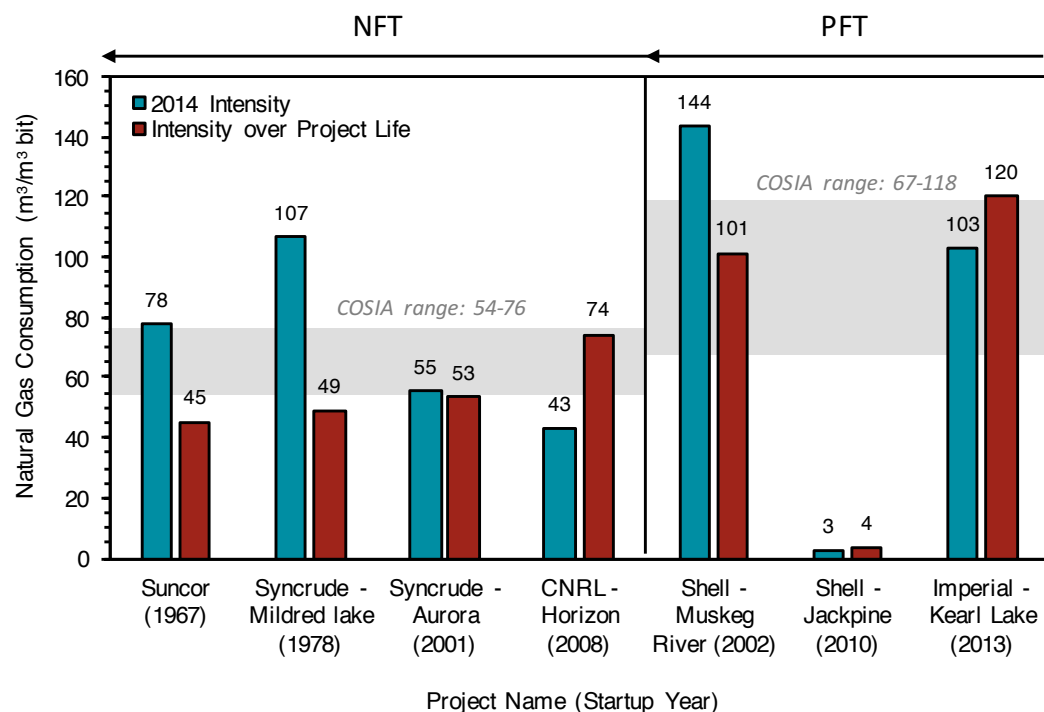 NFT
PFT
160
140
120
100
80
60
40
20
0
Natural Gas Consumption (m³/m³ bit)
2014 Intensity
Intensity over Project Life
COSIA range: 54-76
COSIA range: 67-118
78
45
107
49
55
53
43
74
144
101
3
4
103
120
Suncor
(1967)
Syncrude -
Mildred lake
(1978)
Syncrude -
Aurora
(2001)
CNRL -
Horizon
(2008)
Shell -
Muskeg
River (2002)
Shell -
Jackpine
(2010)
Imperial -
Kearl Lake
(2013)
Project Name (Startup Year)